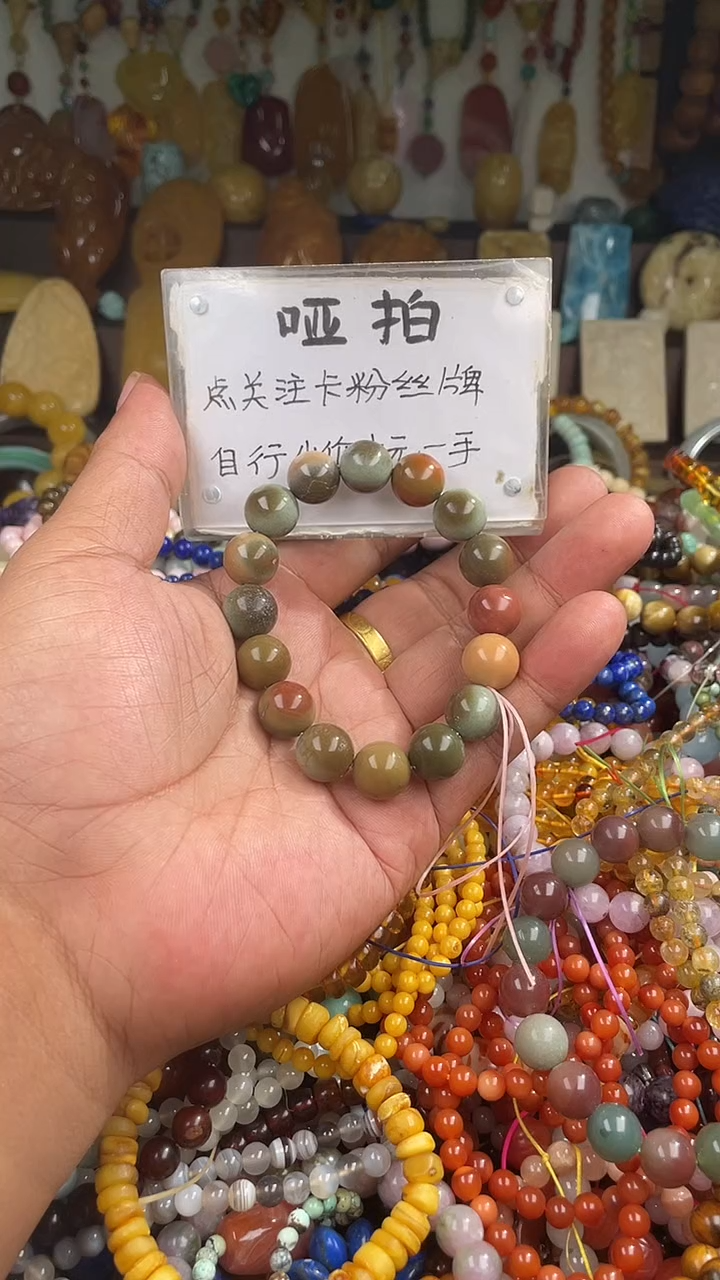 哑拍
点关注卡粉丝牌
自行 一手